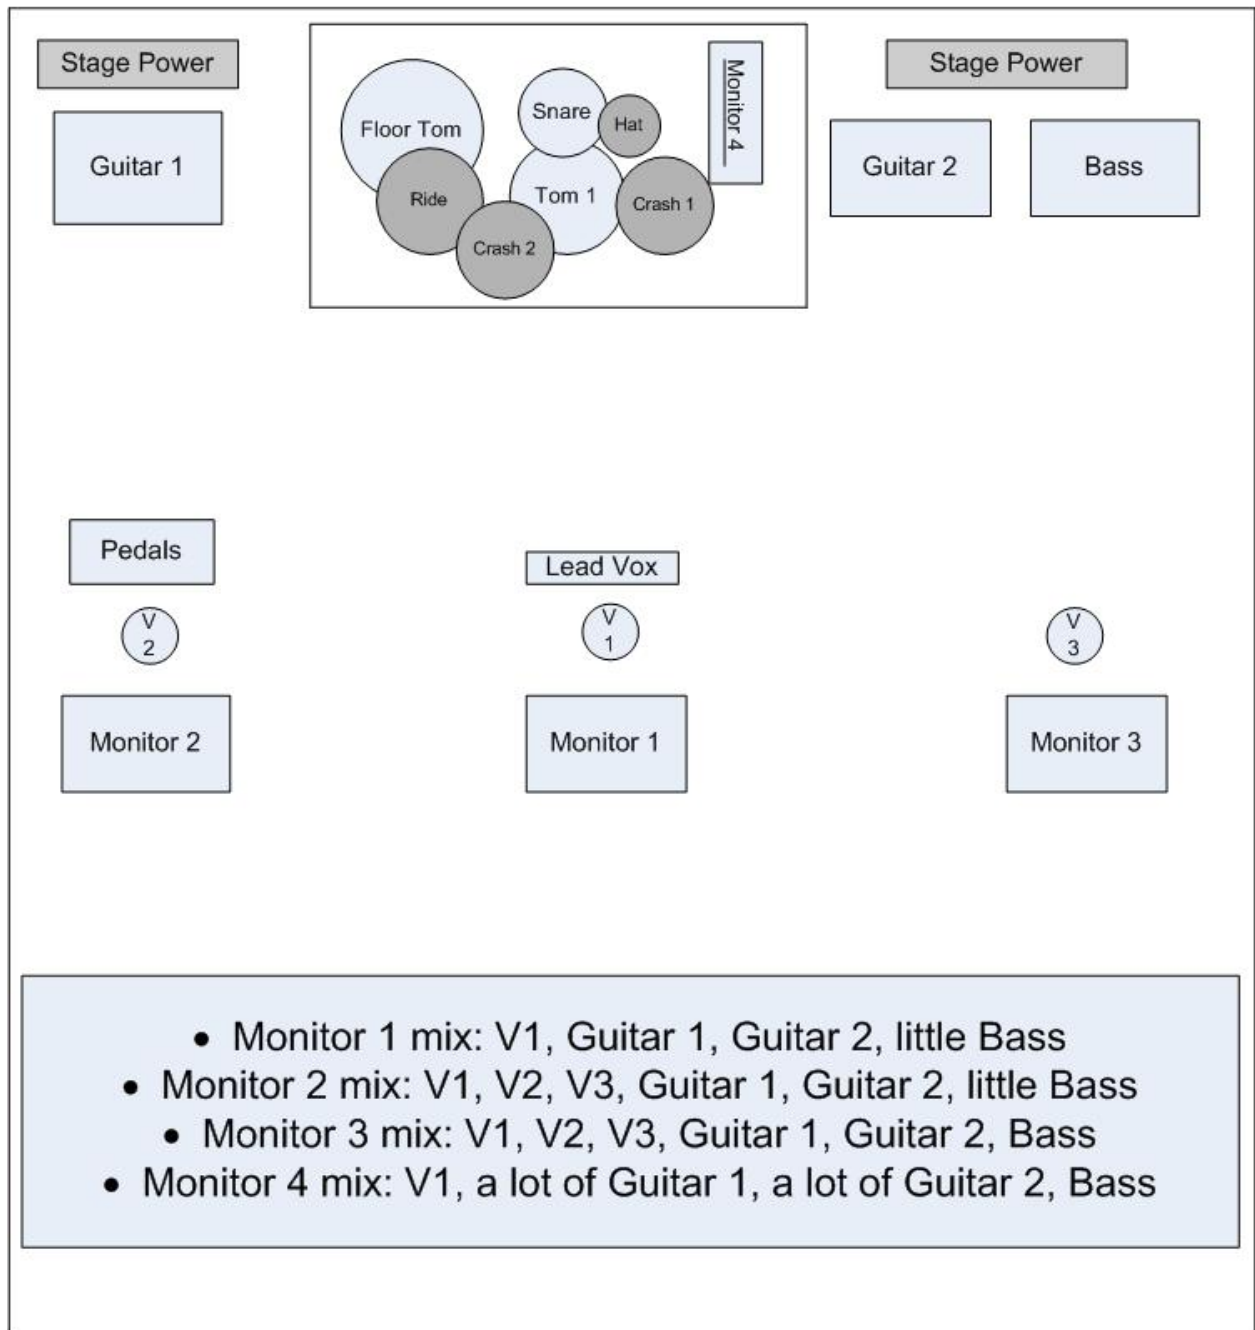 Stage Power
Stage Power
Guitar 1
Floor Tom
Snare
Hat
Monitor 4
Guitar 2
Bass
Ride
Tom 1
Crash 1
Crash 2
Pedals
Lead Vox
V
2
V
1
V
3
Monitor 2
Monitor 1
Monitor 3
• Monitor 1 mix: V1, Guitar 1, Guitar 2, little Bass
• Monitor 2 mix: V1, V2, V3, Guitar 1, Guitar 2, little Bass
• Monitor 3 mix: V1, V2, V3, Guitar 1, Guitar 2, Bass
• Monitor 4 mix: V1, a lot of Guitar 1, a lot of Guitar 2, Bass